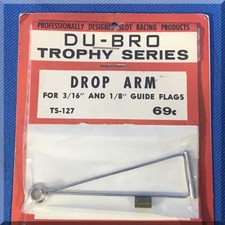 PROFESSIONALLY DESIGNED SLOT RACING PRODUCTS
DU-BRO
TROPHY SERIES
DROP ARM
FOR 3/16" AND 1/8" GUIDE FLAGS
TS-127 69¢